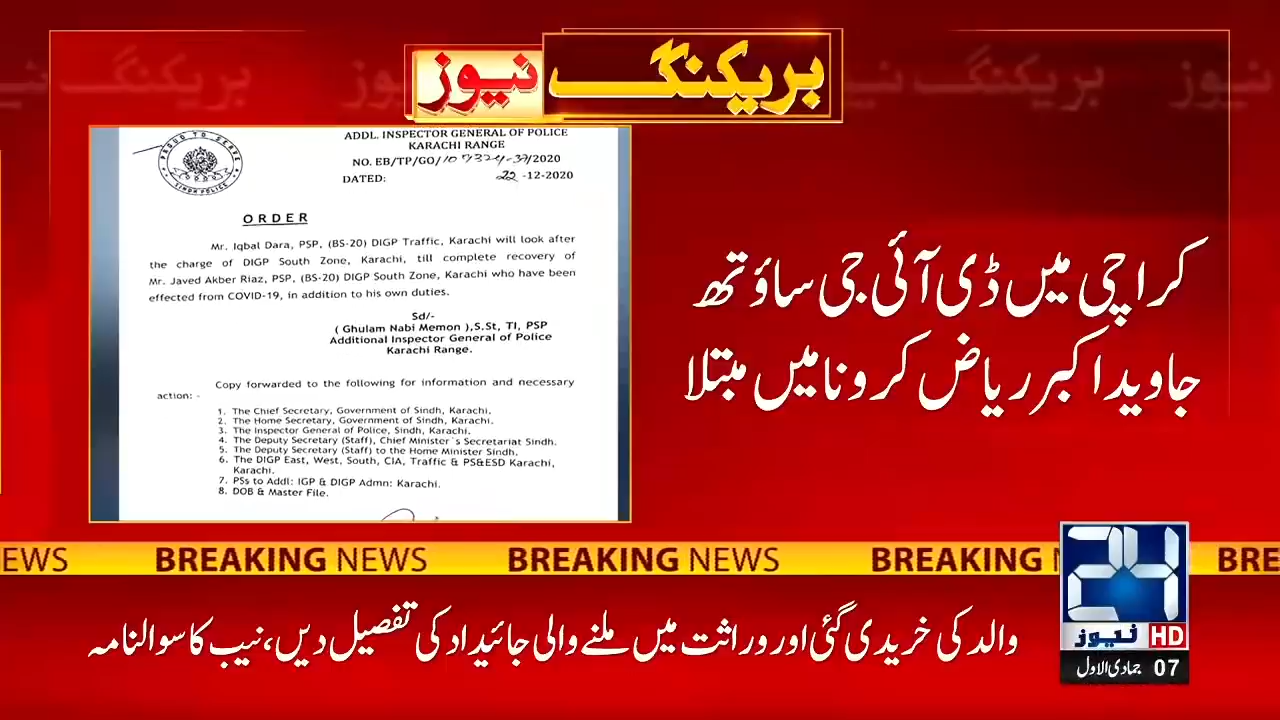 بریکنگ نیوز
PROUD TO SERVE
SINDH POLICE
ADDL. INSPECTOR GENERAL OF POLICE
KARACHI RANGE
NO. EB/TP/GO/ /2020
DATED: 22 -12-2020
ORDER
Mr. Iqbal Dara, PSP, (BS-20) DIGP Traffic, Karachi will look after
the charge of DIGP South Zone, Karachi, till complete recovery of
Mr. Javed Akber Riaz, PSP, (BS-20) DIGP South Zone, Karachi who have been
effected from COVID-19, in addition to his own duties.
Sd/-
( Ghulam Nabi Memon ),S.St, TI, PSP
Additional Inspector General of Police
Karachi Range.
Copy forwarded to the following for information and necessary
action: -
1. The Chief Secretary, Government of Sindh, Karachi.
2. The Home Secretary, Government of Sindh, Karachi.
3. The Inspector General of Police, Sindh, Karachi.
4. The Deputy Secretary (Staff), Chief Minister`s Secretariat Sindh.
5. The Deputy Secretary (Staff) to the Home Minister Sindh.
6. The DIGP East, West, South, CIA, Traffic & PS&ESD Karachi,
Karachi.
7. PSs to Addl: IGP & DIGP Admn: Karachi.
8. DOB & Master File.
کراچی میں ڈی آئی جی ساؤتھ
جاوید اکبر ریاض کرونا میں مبتلا
EWS BREAKING NEWS BREAKING NEWS BREAKING N BRE
والد کی خریدی گئی اور وراثت میں ملنے والی جائیداد کی تفصیل دیں، نیب کا سوالنامہ
24
نیوز HD
07 جمادی الاول